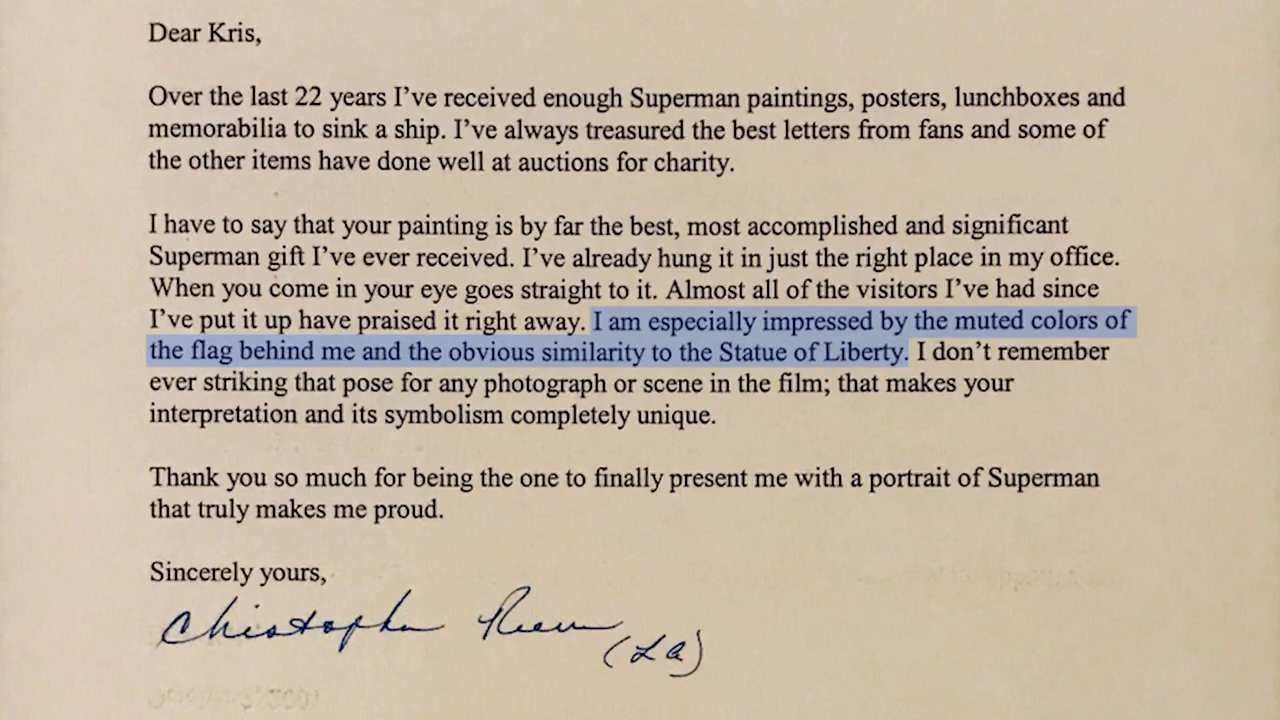 Dear Kris,
Over the last 22 years I’ve received enough Superman paintings, posters, lunchboxes and
memorabilia to sink a ship. I’ve always treasured the best letters from fans and some of
the other items have done well at auctions for charity.
I have to say that your painting is by far the best, most accomplished and significant
Superman gift I’ve ever received. I’ve already hung it in just the right place in my office.
When you come in your eye goes straight to it. Almost all of the visitors I’ve had since
I’ve put it up have praised it right away. I am especially impressed by the muted colors of
the flag behind me and the obvious similarity to the Statue of Liberty. I don’t remember
ever striking that pose for any photograph or scene in the film; that makes your
interpretation and its symbolism completely unique.
Thank you so much for being the one to finally present me with a portrait of Superman
that truly makes me proud.
Sincerely yours,
Christopher Reeve
(LA)